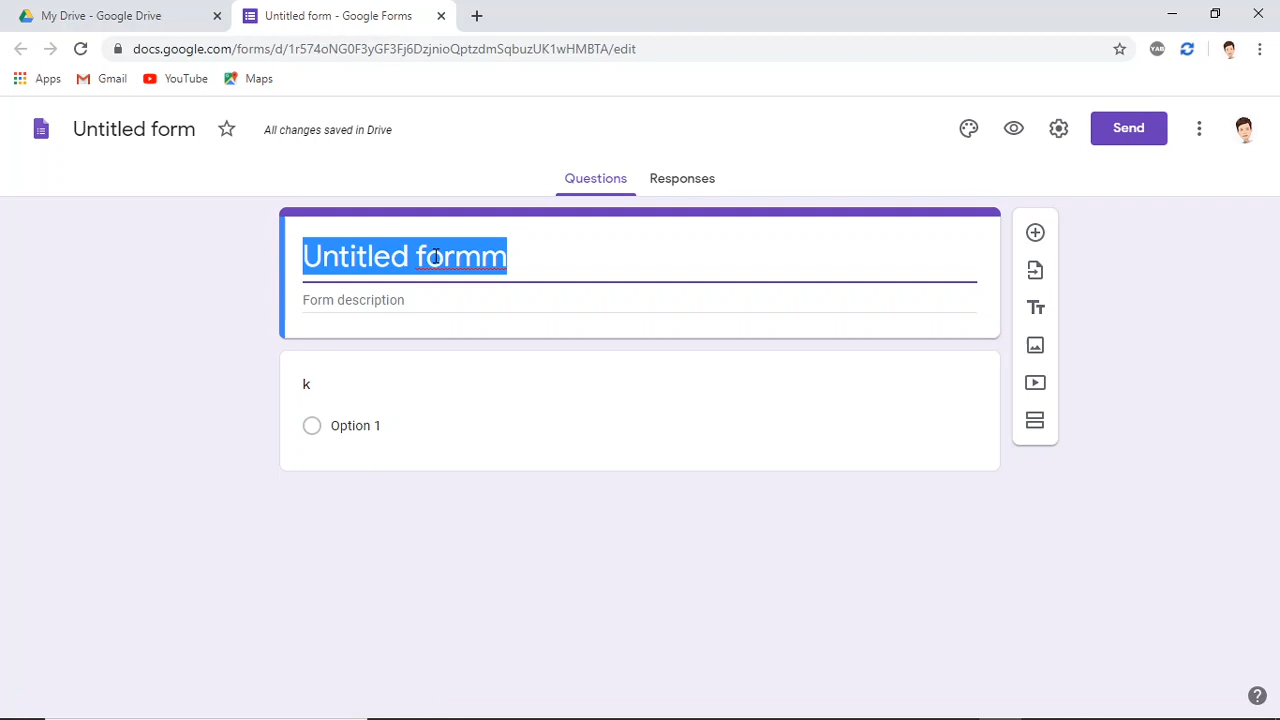 My Drive - Google Drive
Untitled form - Google Forms
docs.google.com/forms/d/1r574oNG0F3yGF3Fj6DzjnioQptzdmSqbuzUK1wHMBTA/edit
YAB
Apps
Gmail
YouTube
Maps
Untitled form
All changes saved in Drive
Send
Questions
Responses
Untitled formm
Form description
k
Option 1